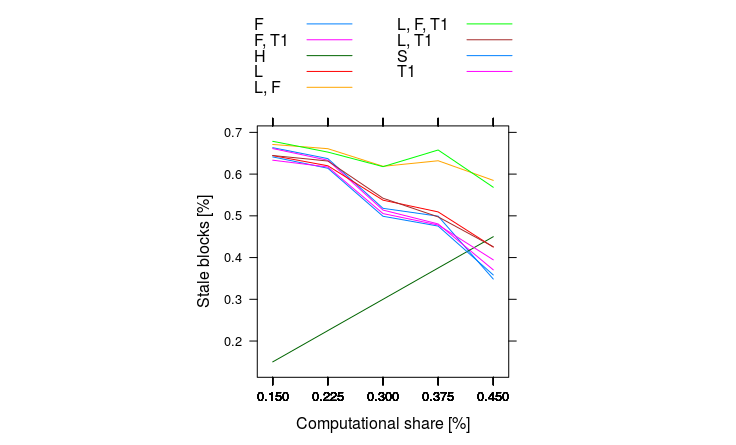 F
F, T1
H
L
L, F
L, F, T1
L, T1
S
T1
Stale blocks [%]
0.7
0.6
0.5
0.4
0.3
0.2
0.150 0.225 0.300 0.375 0.450
Computational share [%]